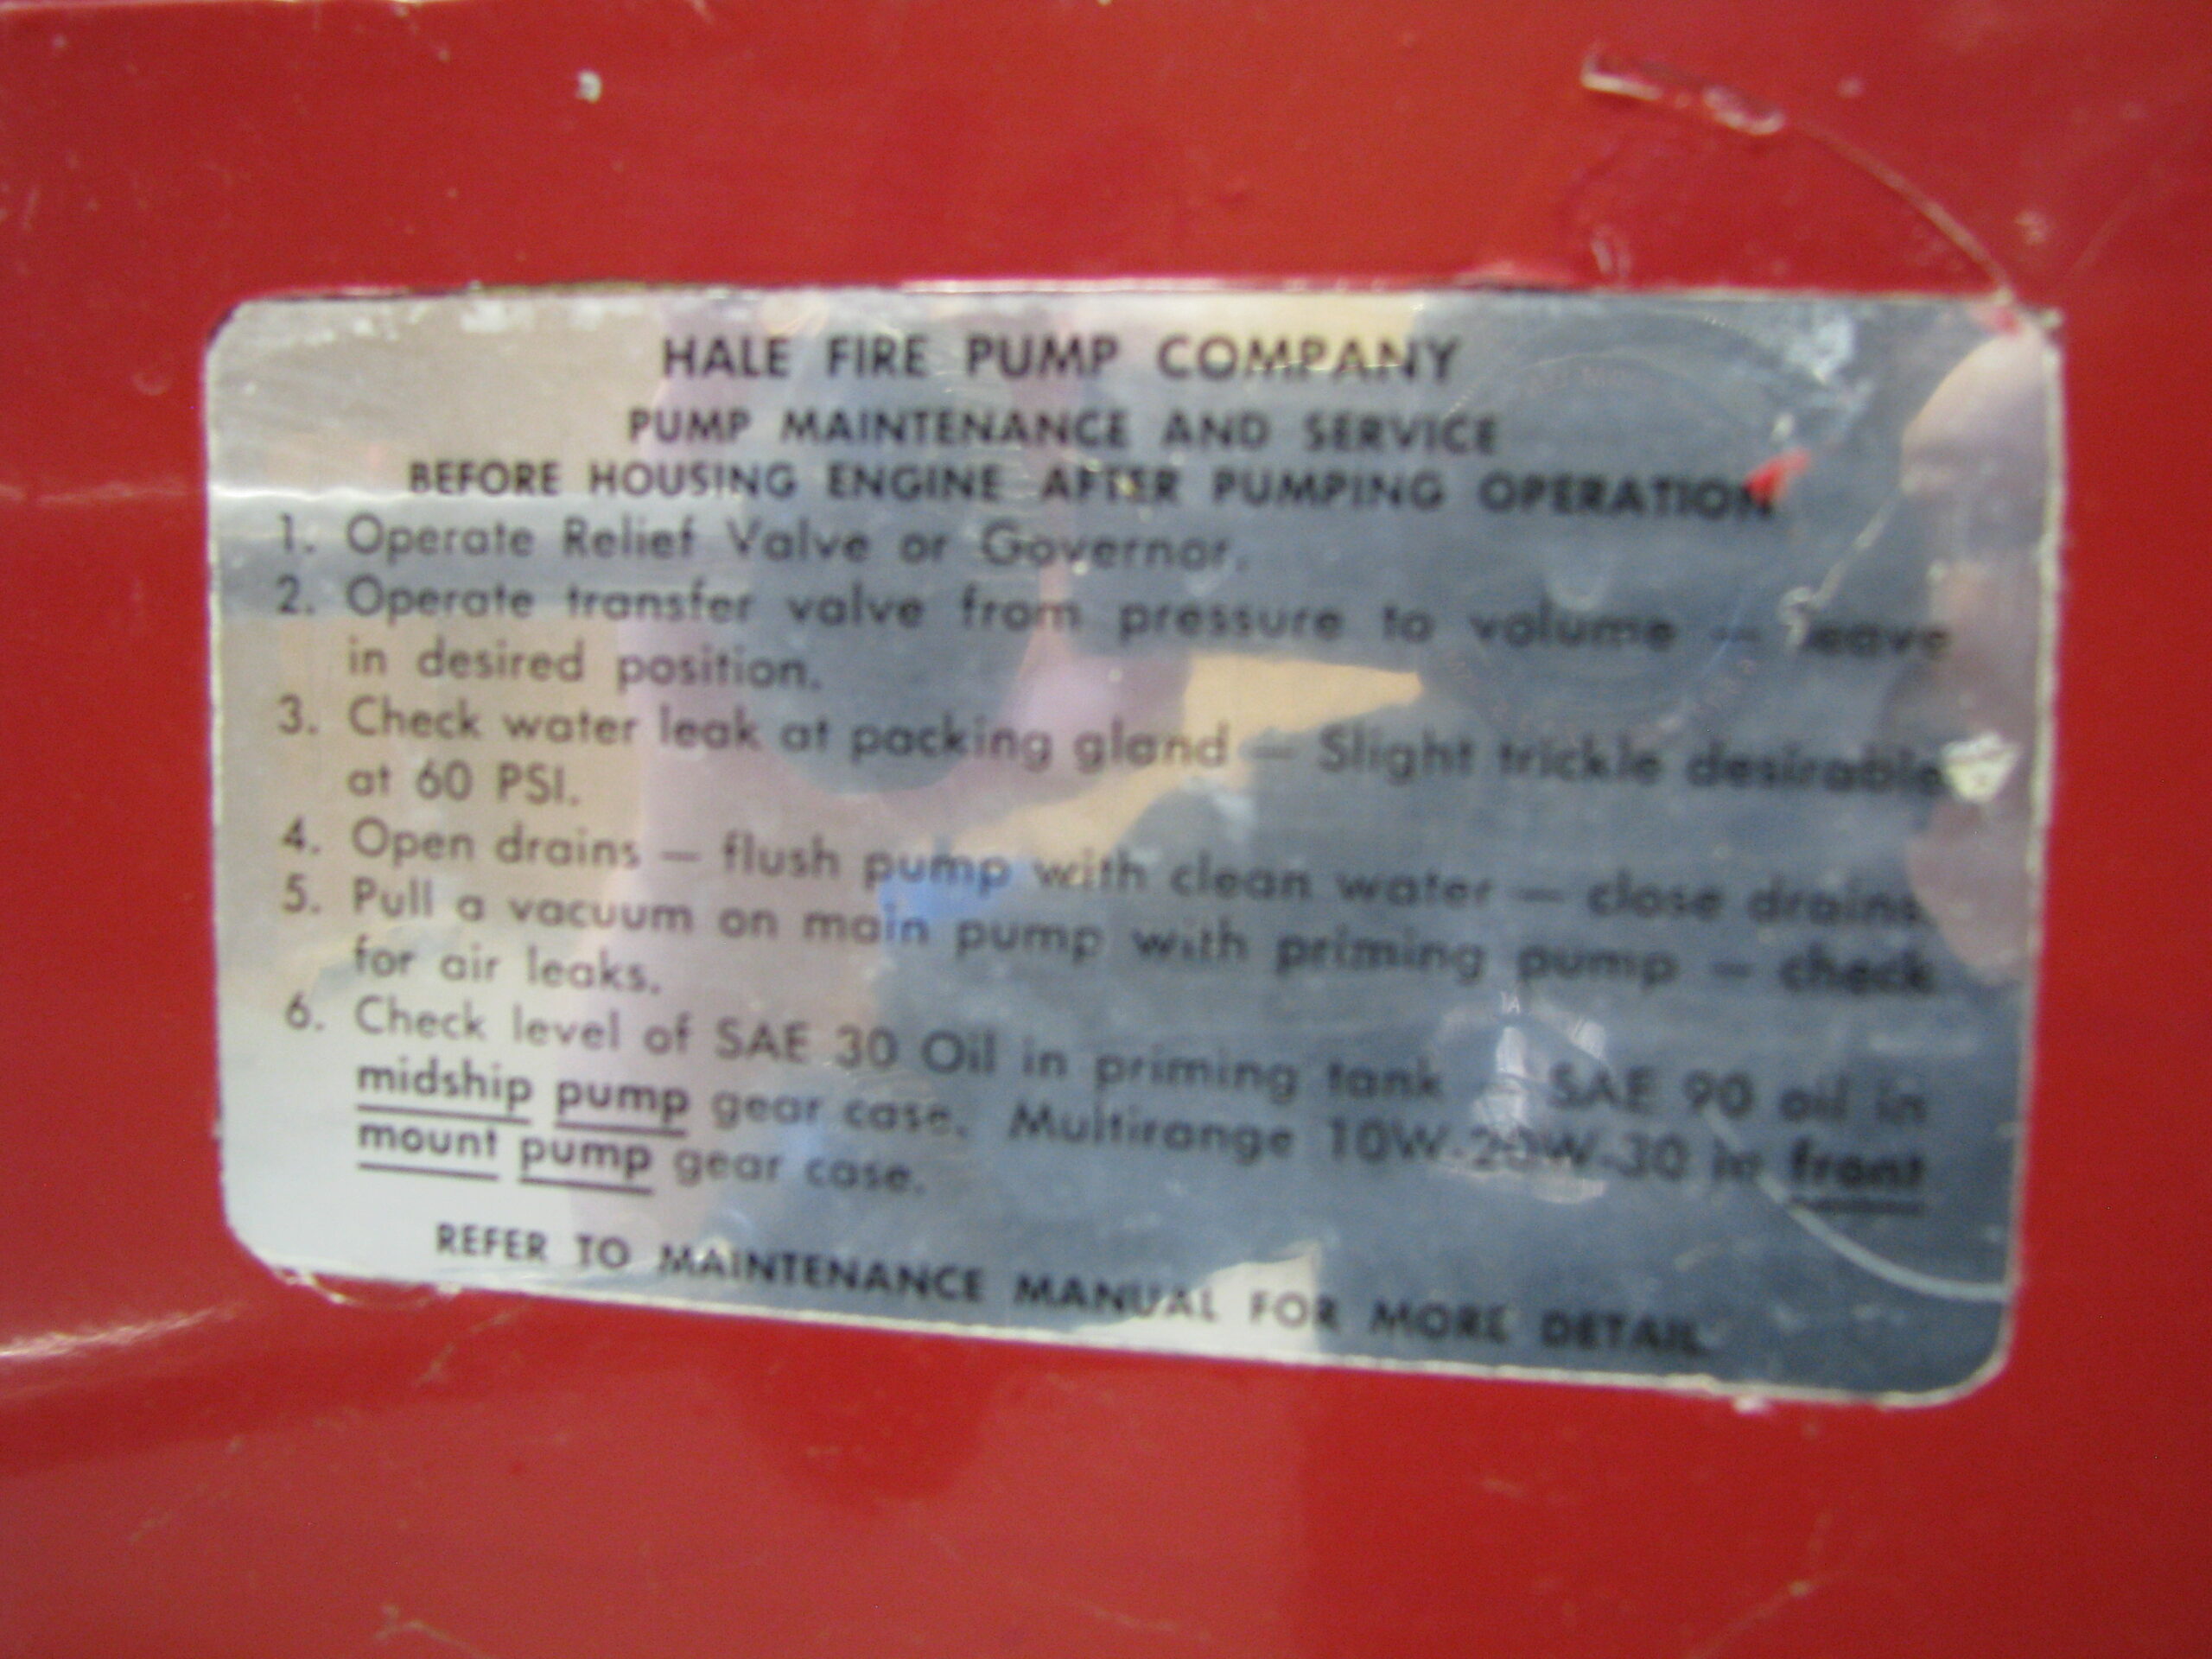 HALE FIRE PUMP COMPANY
PUMP MAINTENANCE AND SERVICE
BEFORE HOUSING ENGINE AFTER PUMPING OPERATION
1. Operate Relief Valve or Governor.
2. Operate transfer valve from pressure to volume — leave
in desired position.
3. Check water leak at packing gland — Slight trickle desirable
at 60 PSI.
4. Open drains — flush pump with clean water — close drains.
5. Pull a vacuum on main pump with priming pump — check
for air leaks.
6. Check level of SAE 30 Oil in priming tank — SAE 90 oil in
midship pump gear case. Multirange 10W-20W-30 in front
mount pump gear case.
REFER TO MAINTENANCE MANUAL FOR MORE DETAIL.